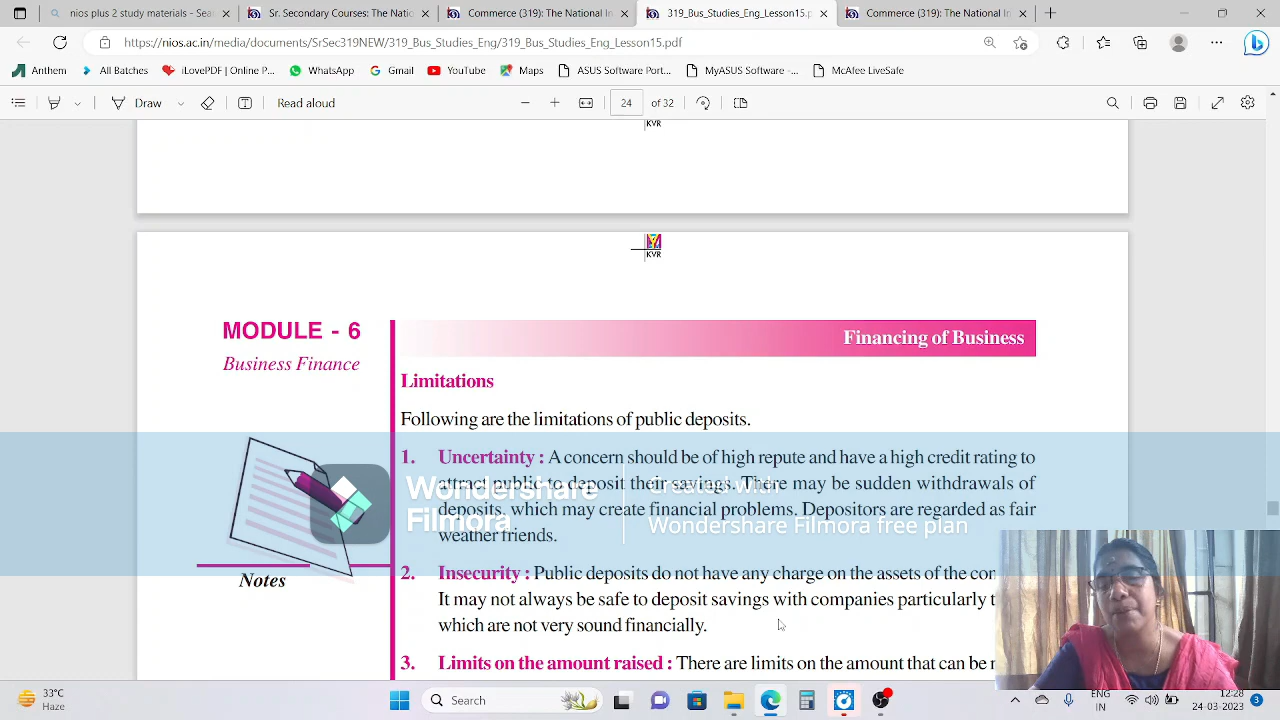 nios plus 2 study materials - Sea
Sr. Secondary Courses: The Nati
Commerce (319): The National In
319_Bus_Studies_Eng_Lesson15.p
Commerce (319): The National In
https://nios.ac.in/media/documents/SrSec319NEW/319_Bus_Studies_Eng/319_Bus_Studies_Eng_Lesson15.pdf
Anthem
All Batches
iLovePDF | Online P...
WhatsApp
Gmail
YouTube
Maps
ASUS Software Port...
MyASUS Software -...
McAfee LiveSafe
Draw
Read aloud
24 of 32
KVR
KVR
MODULE - 6
Business Finance
Notes
Financing of Business
Limitations
Following are the limitations of public deposits.
1. Uncertainty : A concern should be of high repute and have a high credit rating to
attract public to deposit their savings. There may be sudden withdrawals of
deposits, which may create financial problems. Depositors are regarded as fair
weather friends.
2. Insecurity : Public deposits do not have any charge on the assets of the con
It may not always be safe to deposit savings with companies particularly t
which are not very sound financially.
3. Limits on the amount raised : There are limits on the amount that can be
Wondershare
Filmora
Created with
Wondershare Filmora free plan
33°C
Haze
Search
ENG
IN
12:28
24-03-2023
3